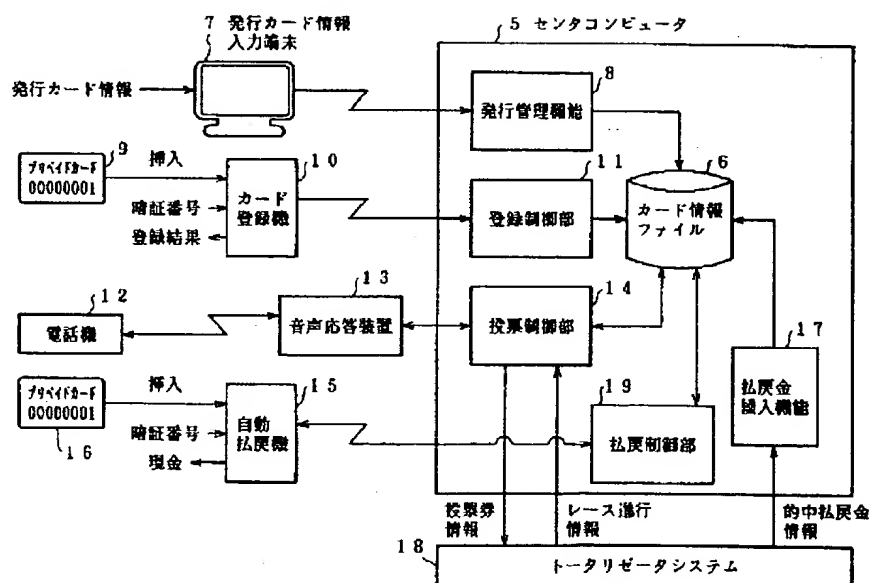 7 発行カード情報
入力端末
5 センタコンピュータ
発行カード情報
8
発行管理機能
9
プリペイドカード
00000001
挿入
10
カード
登録機
暗証番号
登録結果
11
登録制御部
6
カード情報
ファイル
12
電話機
13
音声応答装置
14
投票制御部
17
払戻金
16
プリペイドカード
00000001
挿入
15
自動
払戻機
暗証番号
現金
19
払戻制御部
投票券
情報
レース進行
情報
的中払戻金
情報
18
トータリゼータシステム